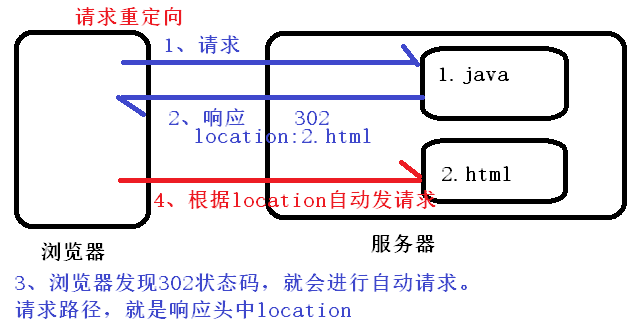 请求重定向
1、请求
1.java
2、响应 302
location:2.html
2.html
4、根据location自动发请求
浏览器
服务器
3、浏览器发现302状态码，就会进行自动请求。
请求路径，就是响应头中location